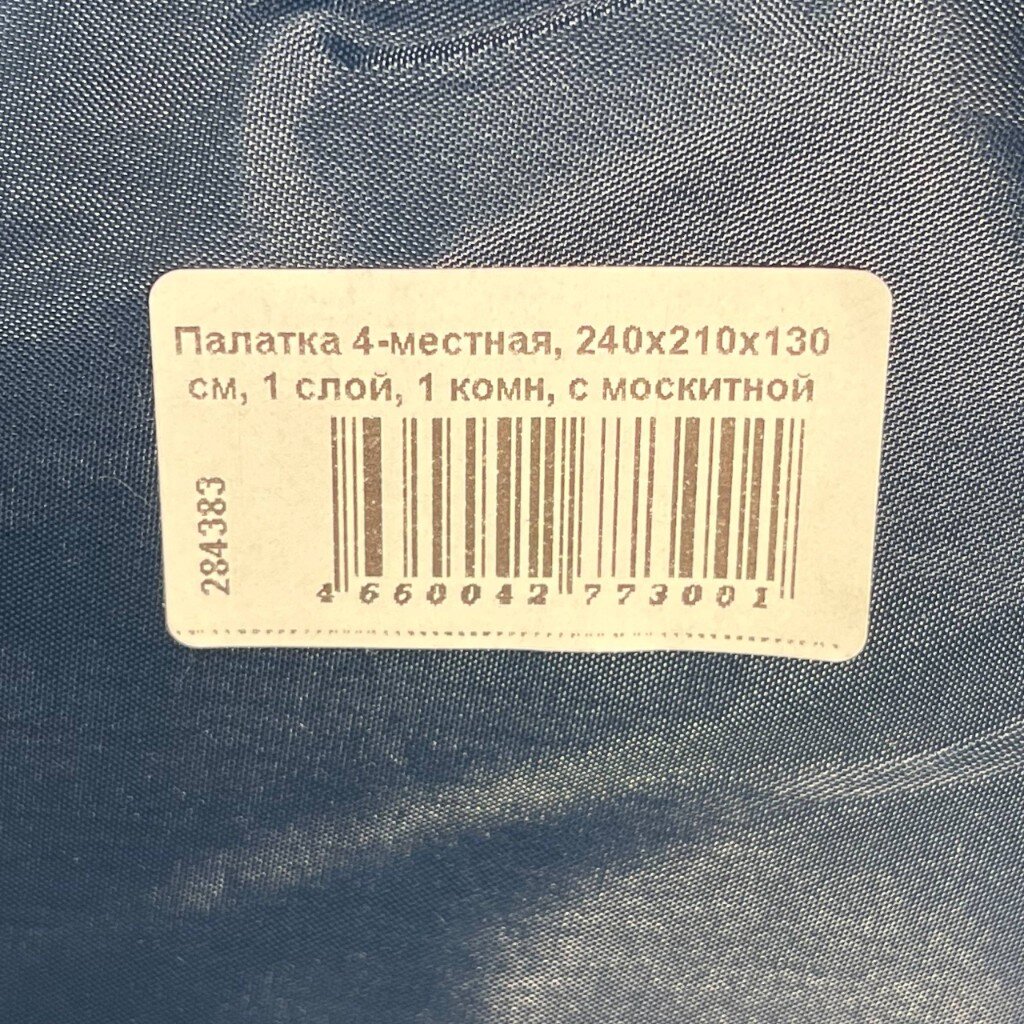 Палатка 4-местная, 240х210х130
см, 1 слой, 1 комн, с москитной
284383
4 660042 773001